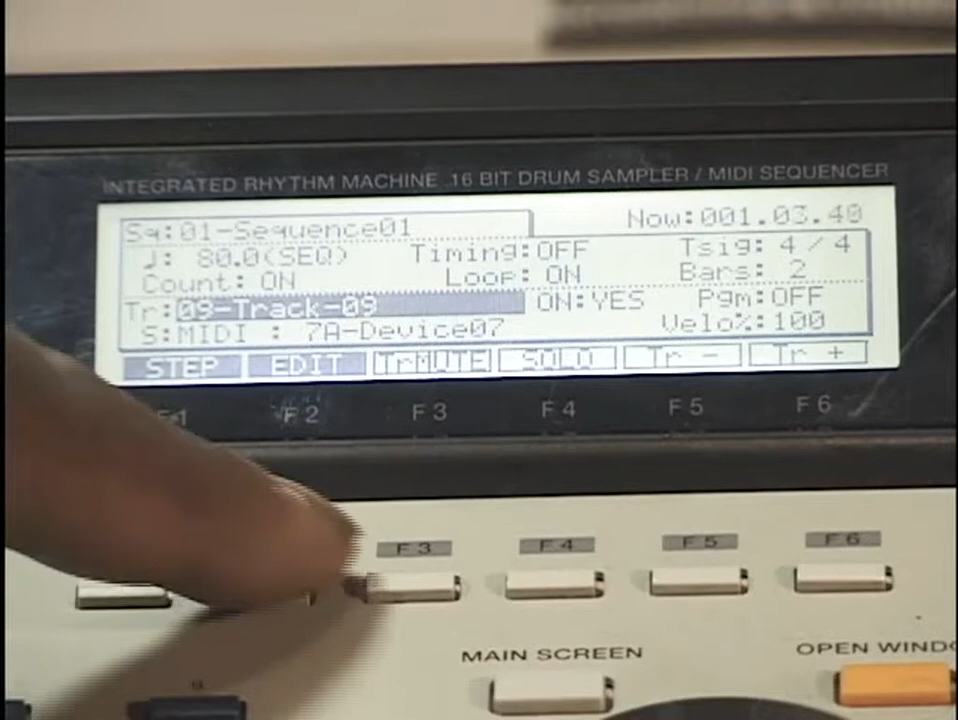 INTEGRATED RHYTHM MACHINE 16 BIT DRUM SAMPLER / MIDI SEQUENCER
Sq:01-Sequence01 Now:001.03.40
♩: 80.0(SEQ) Timing:OFF Tsig: 4 / 4
Count: ON Loop: ON Bars: 2
Tr:09-Track-09 ON:YES Pgm:OFF
S:MIDI : 7A-Device07 Velo%:100
STEP EDIT TrMUTE SOLO Tr - Tr +
F1 F2 F3 F4 F5 F6
F3 F4 F5 F6
MAIN SCREEN OPEN WINDO